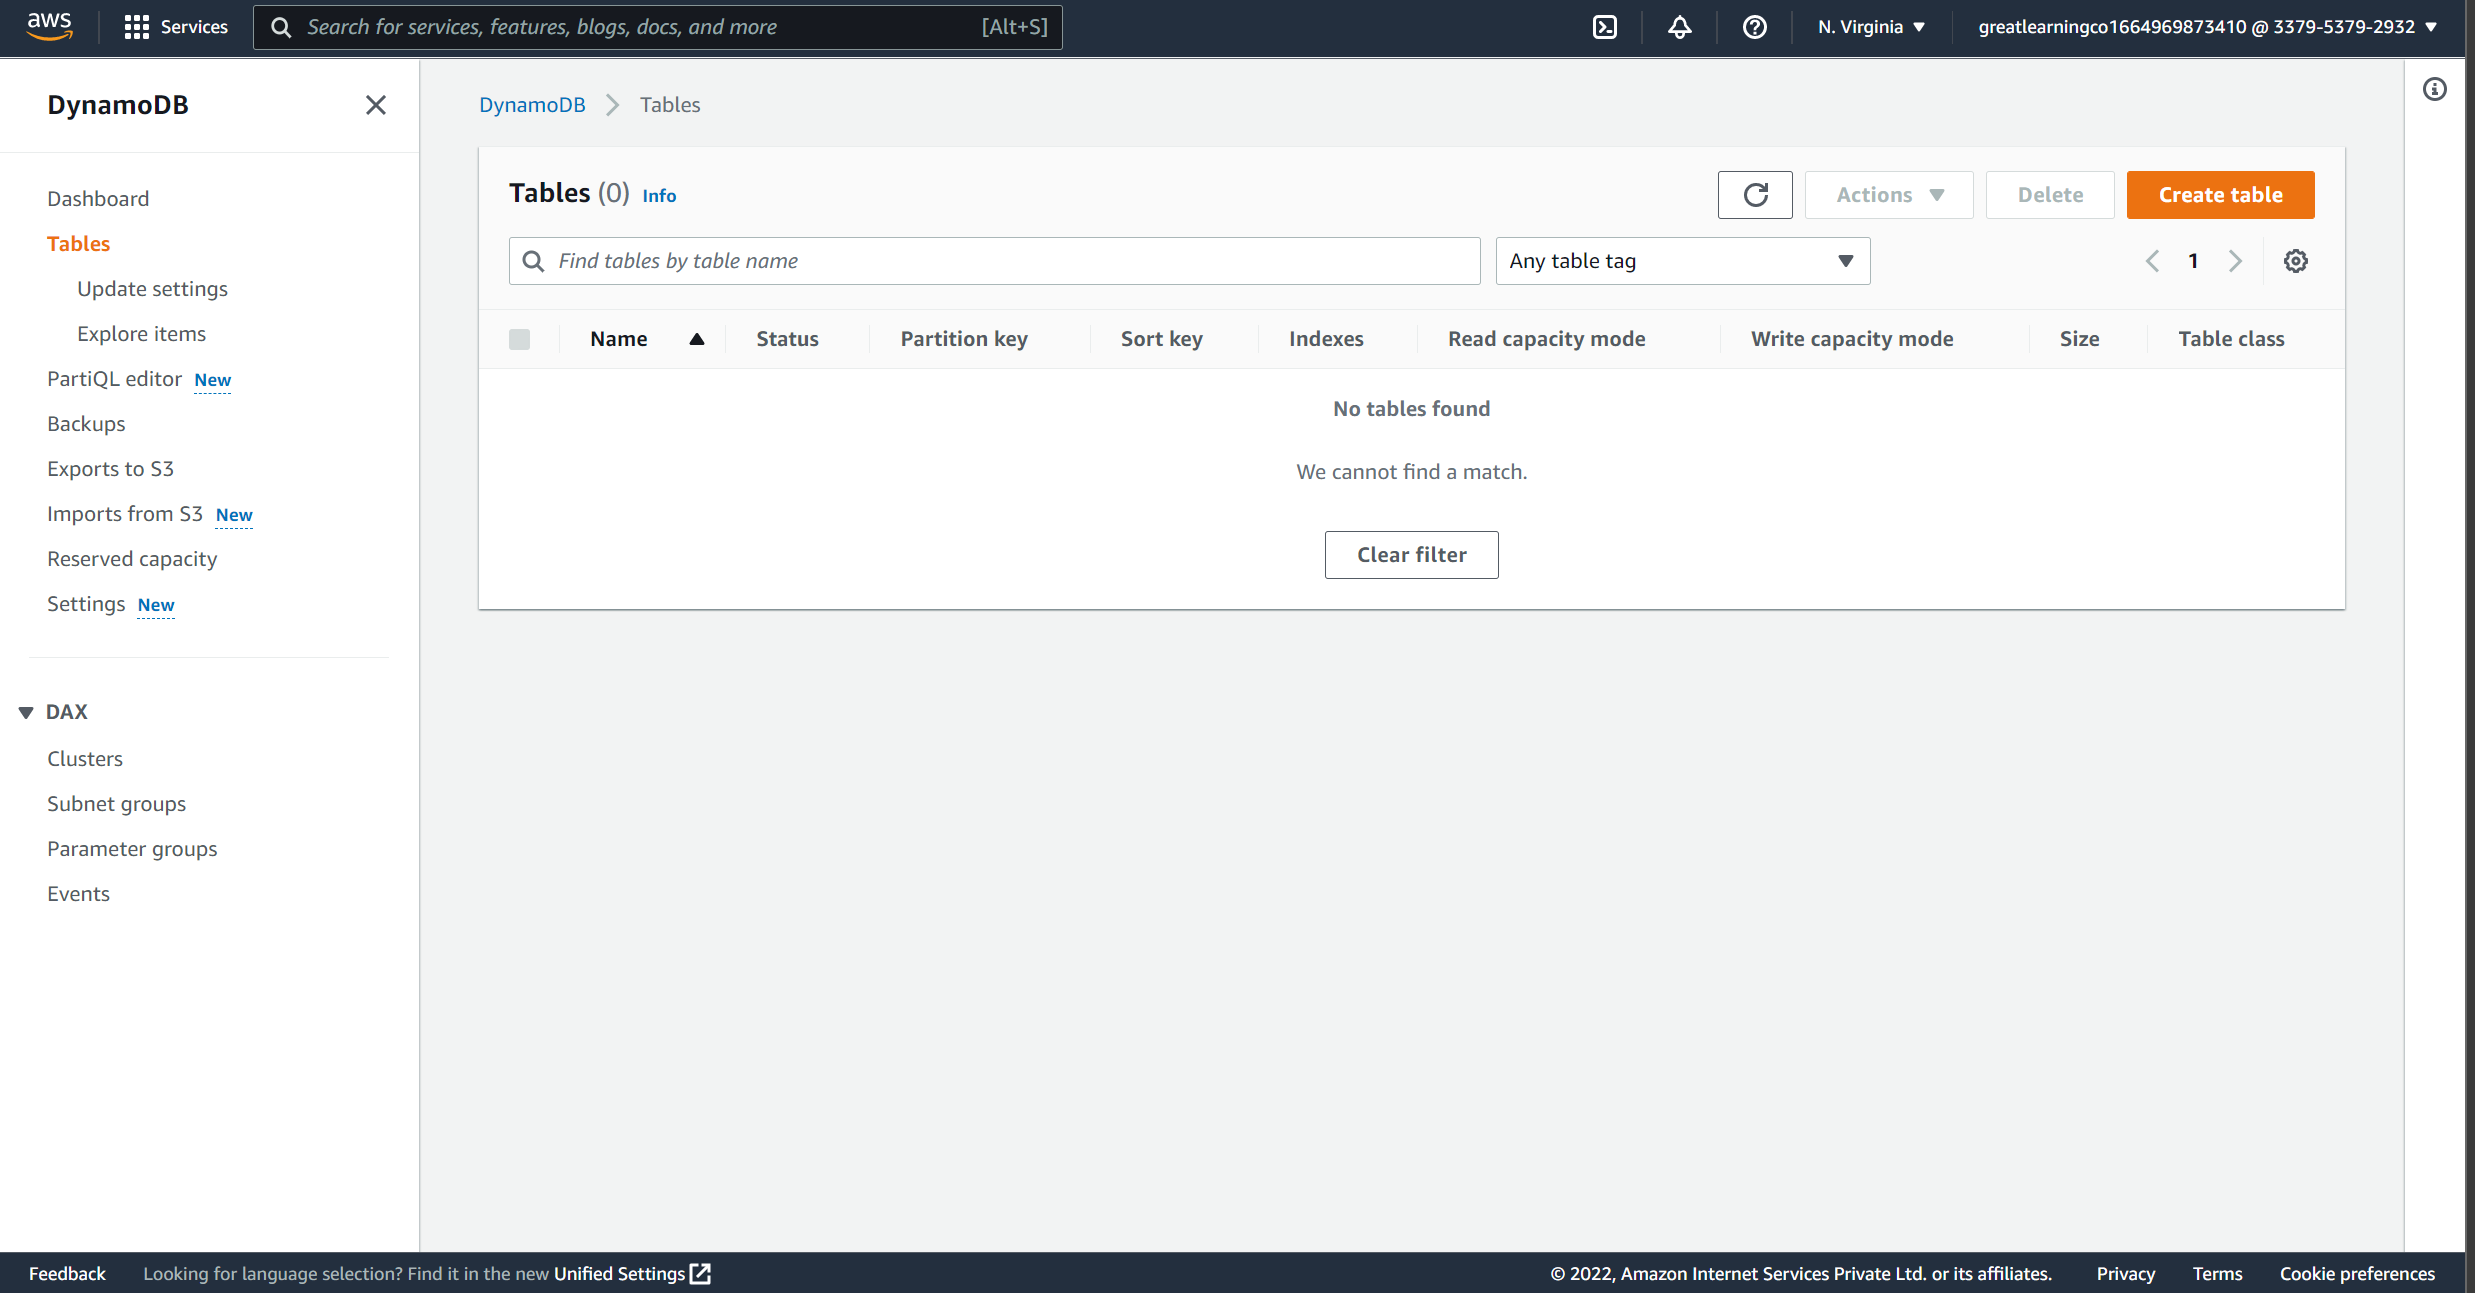 aws
Services
Search for services, features, blogs, docs, and more [Alt+S]
N. Virginia
greatlearningco1664969873410 @ 3379-5379-2932
DynamoDB
Dashboard
Tables
Update settings
Explore items
PartiQL editor New
Backups
Exports to S3
Imports from S3 New
Reserved capacity
Settings New
DAX
Clusters
Subnet groups
Parameter groups
Events
DynamoDB Tables
Tables (0) Info
Actions
Delete
Create table
Find tables by table name
Any table tag
1
Name Status Partition key Sort key Indexes Read capacity mode Write capacity mode Size Table class
No tables found
We cannot find a match.
Clear filter
Feedback
Looking for language selection? Find it in the new Unified Settings
© 2022, Amazon Internet Services Private Ltd. or its affiliates.
Privacy
Terms
Cookie preferences